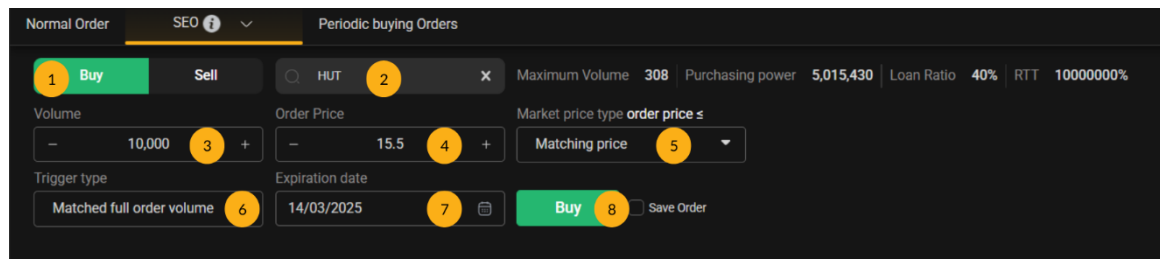 Normal Order SEO i Periodic buying Orders
1 Buy Sell 2 HUT X Maximum Volume 308 Purchasing power 5,015,430 Loan Ratio 40% RTT 10000000%
Volume Order Price Market price type order price ≤
− 10,000 3 + − 15.5 4 + Matching price 5
Trigger type Expiration date
Matched full order volume 6 14/03/2025 7 Buy 8 Save Order